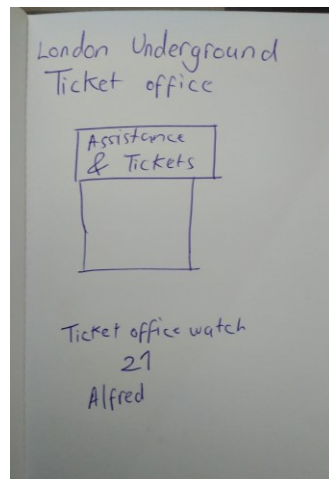 London Underground
Ticket office
Assistance
& Tickets
Ticket office watch
21
Alfred